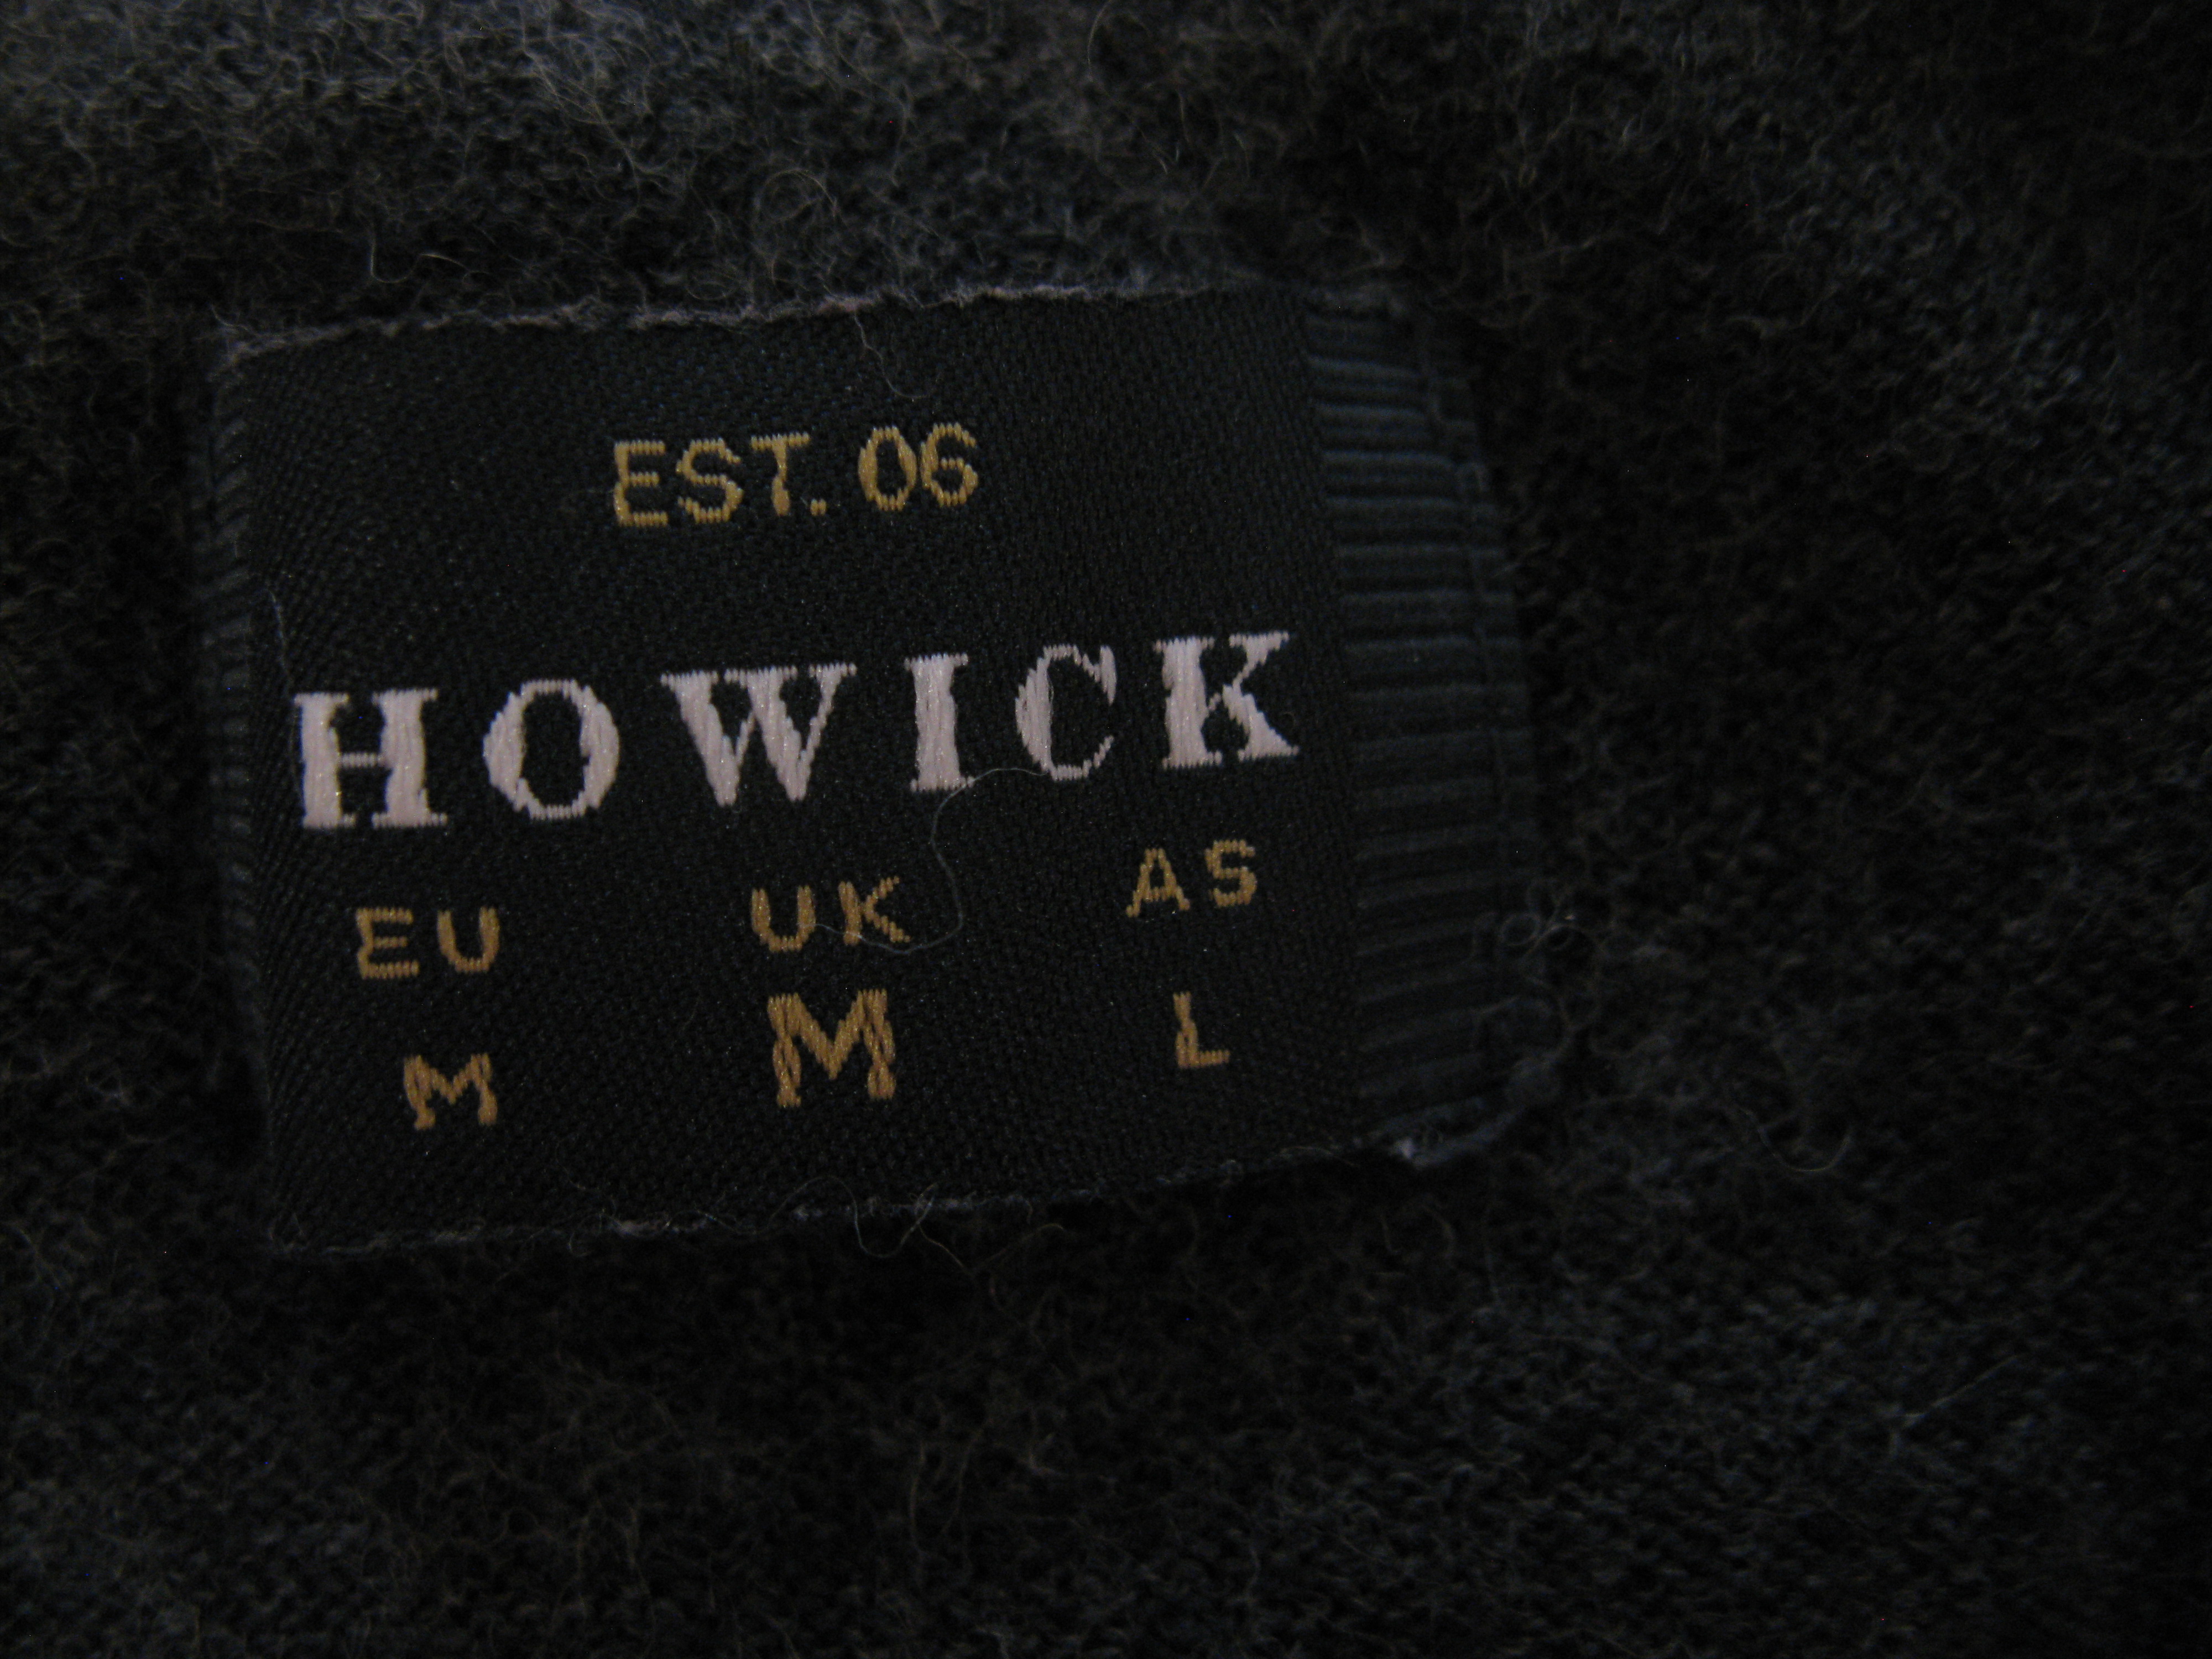 EST. 06
HOWICK
EU UK AS
M M L